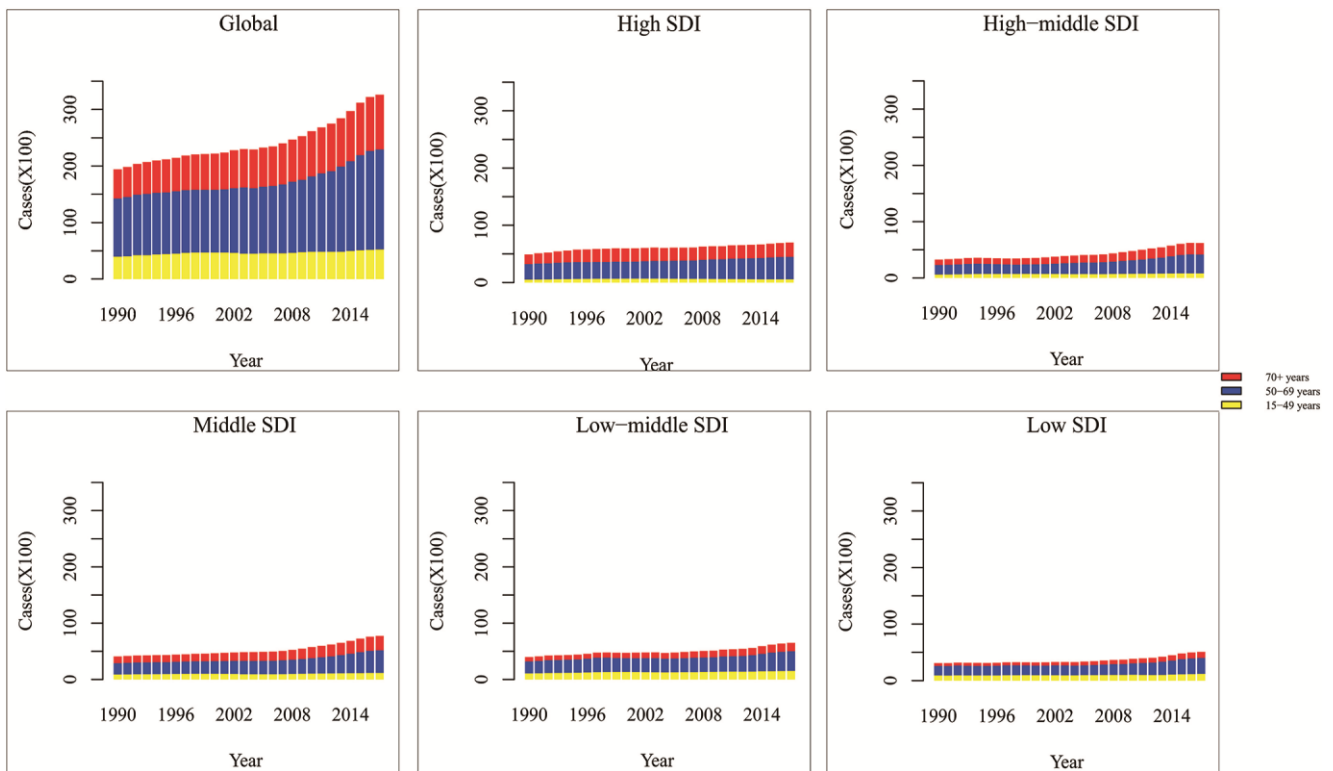 Global
Cases(X100)
0 100 200 300
1990 1996 2002 2008 2014
Year
High SDI
Cases(X100)
0 100 200 300
1990 1996 2002 2008 2014
Year
High−middle SDI
Cases(X100)
0 100 200 300
1990 1996 2002 2008 2014
Year
70+ years
50−69 years
15−49 years
Middle SDI
Cases(X100)
0 100 200 300
1990 1996 2002 2008 2014
Year
Low−middle SDI
Cases(X100)
0 100 200 300
1990 1996 2002 2008 2014
Year
Low SDI
Cases(X100)
0 100 200 300
1990 1996 2002 2008 2014
Year